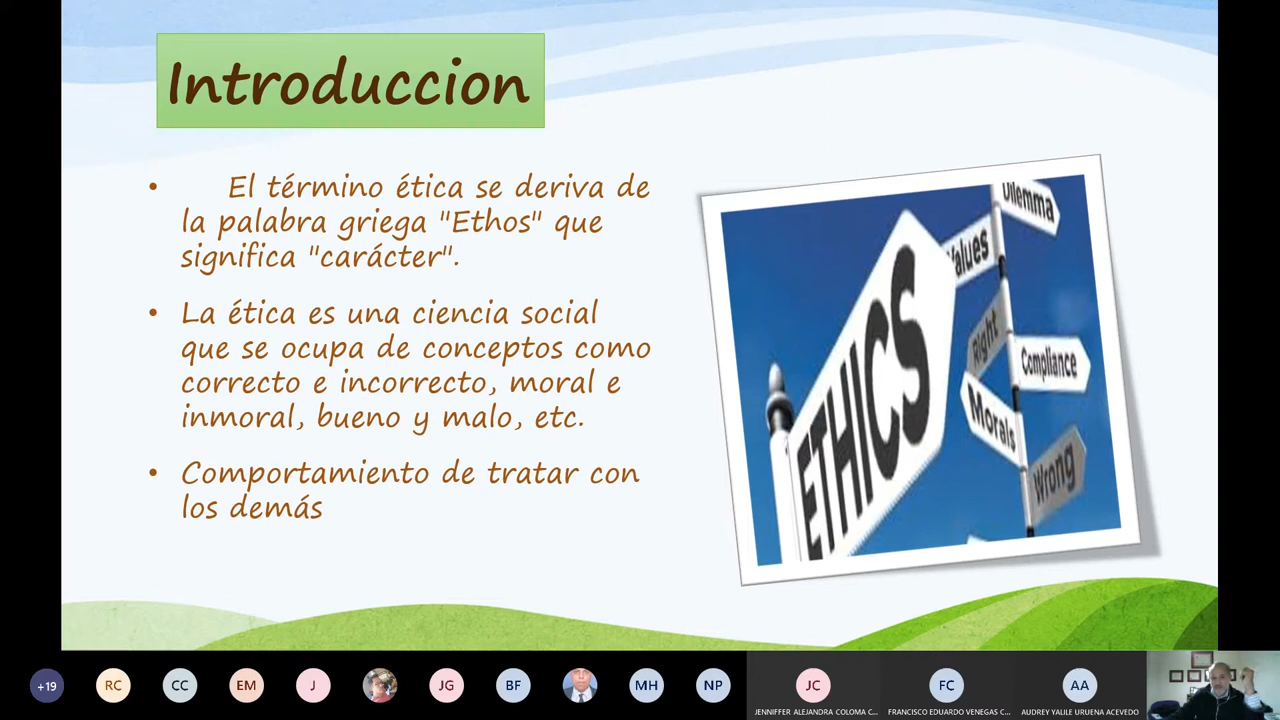 Introduccion
• El término ética se deriva de
la palabra griega "Ethos" que
significa "carácter".
• La ética es una ciencia social
que se ocupa de conceptos como
correcto e incorrecto, moral e
inmoral, bueno y malo, etc.
• Comportamiento de tratar con
los demás
Dilemma
Values
ETHICS
Right
Compliance
Morals
Wrong
+19
RC
CC
EM
J
JG
BF
MH
NP
JC
FC
AA
JENNIFFER ALEJANDRA COLOMA C...
FRANCISCO EDUARDO VENEGAS C...
AUDREY YALILE URUENA ACEVEDO